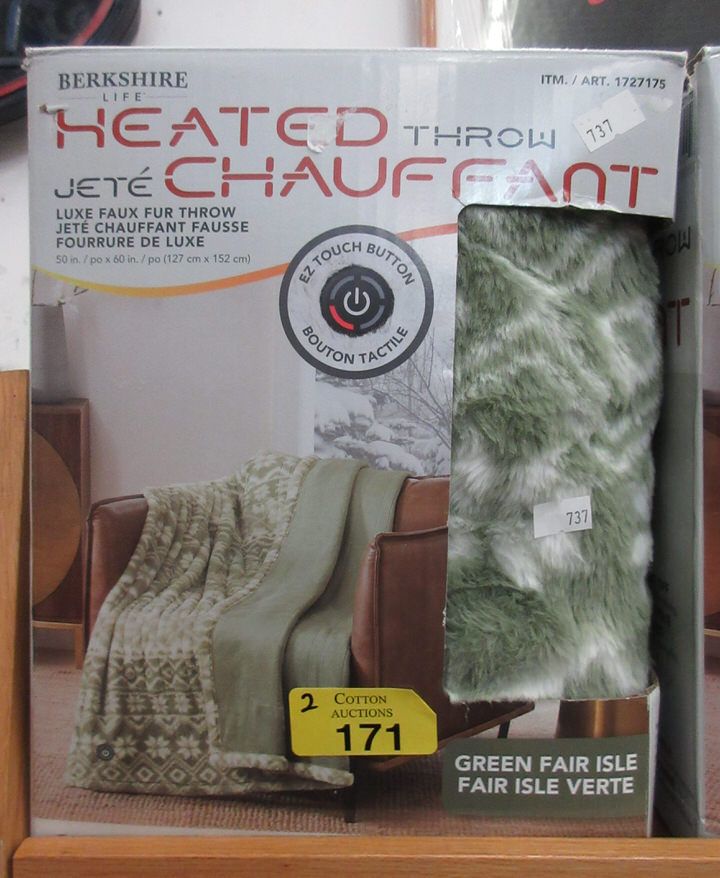 BERKSHIRE
LIFE
ITM. / ART. 1727175
HEATED THROW
737
JETÉ CHAUFFANT
LUXE FAUX FUR THROW
JETÉ CHAUFFANT FAUSSE
FOURRURE DE LUXE
50 in. / po x 60 in. / po (127 cm x 152 cm)
EZ TOUCH BUTTON
BOUTON TACTILE
737
2
COTTON
AUCTIONS
171
GREEN FAIR ISLE
FAIR ISLE VERTE
OW
T